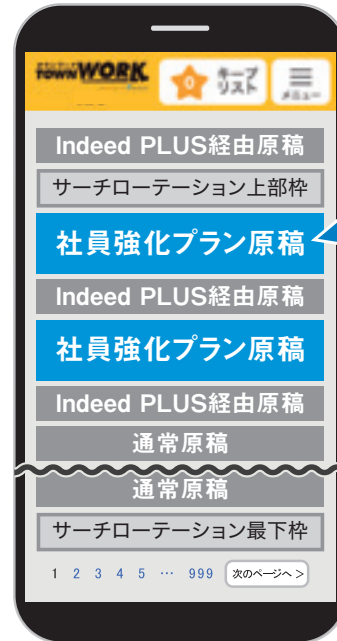 TOWNWORK
0
キープ
リスト
メニュー
Indeed PLUS経由原稿
サーチローテーション上部枠
社員強化プラン原稿
Indeed PLUS経由原稿
社員強化プラン原稿
Indeed PLUS経由原稿
通常原稿
通常原稿
サーチローテーション最下枠
1 2 3 4 5 … 999 次のページへ >